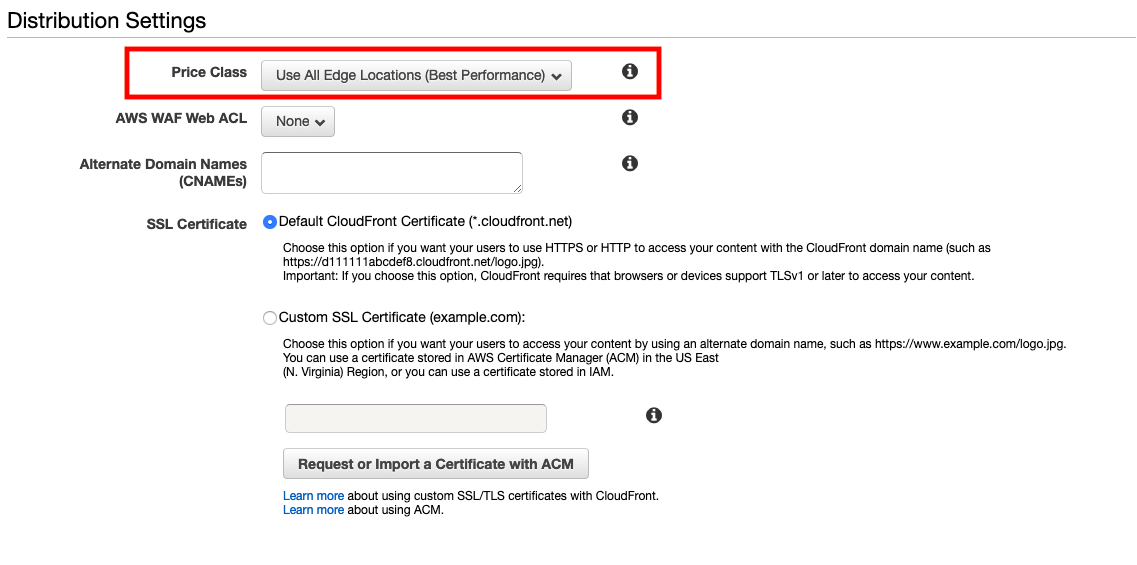 Distribution Settings
Price Class
Use All Edge Locations (Best Performance)
AWS WAF Web ACL
None
Alternate Domain Names
(CNAMEs)
SSL Certificate
Default CloudFront Certificate (*.cloudfront.net)
Choose this option if you want your users to use HTTPS or HTTP to access your content with the CloudFront domain name (such as
https://d111111abcdef8.cloudfront.net/logo.jpg).
Important: If you choose this option, CloudFront requires that browsers or devices support TLSv1 or later to access your content.
Custom SSL Certificate (example.com):
Choose this option if you want your users to access your content by using an alternate domain name, such as https://www.example.com/logo.jpg.
You can use a certificate stored in AWS Certificate Manager (ACM) in the US East
(N. Virginia) Region, or you can use a certificate stored in IAM.
Request or Import a Certificate with ACM
Learn more about using custom SSL/TLS certificates with CloudFront.
Learn more about using ACM.